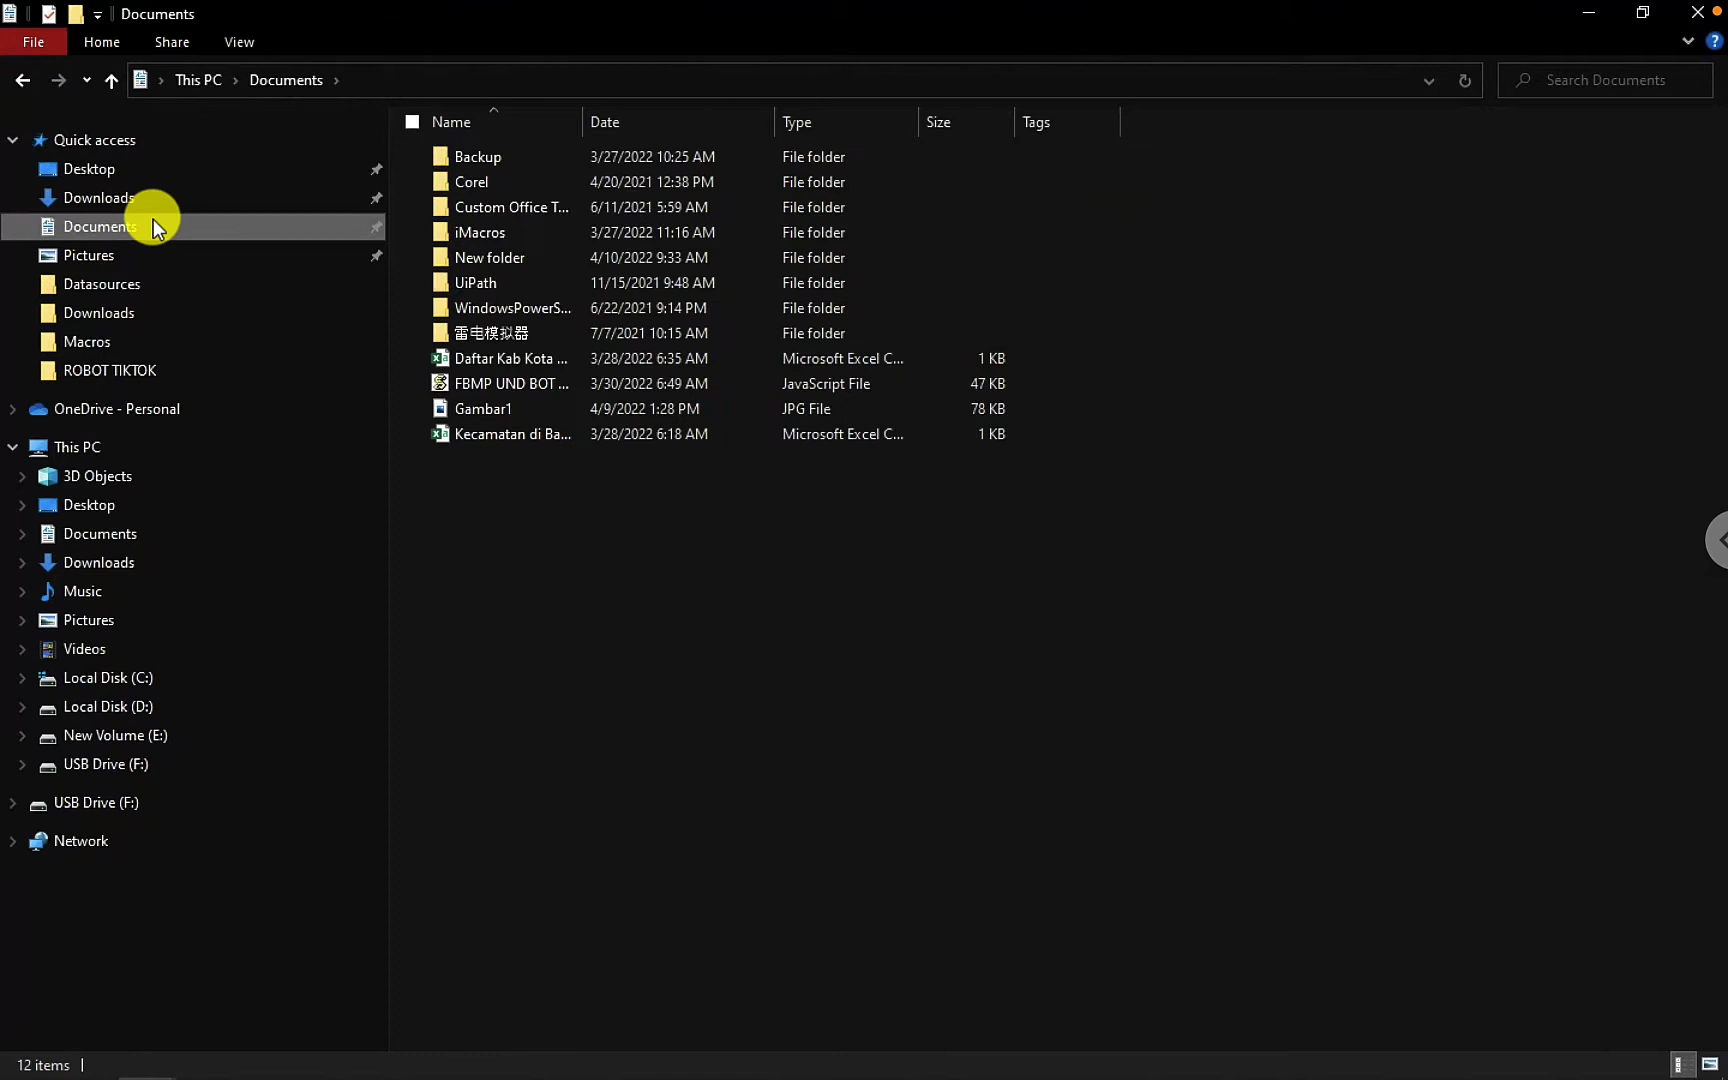 Documents
File Home Share View
This PC Documents Search Documents
Name Date Type Size Tags
Quick access
Desktop
Downloads
Documents
Pictures
Datasources
Downloads
Macros
ROBOT TIKTOK
OneDrive - Personal
This PC
3D Objects
Desktop
Documents
Downloads
Music
Pictures
Videos
Local Disk (C:)
Local Disk (D:)
New Volume (E:)
USB Drive (F:)
USB Drive (F:)
Network
Backup 3/27/2022 10:25 AM File folder
Corel 4/20/2021 12:38 PM File folder
Custom Office T... 6/11/2021 5:59 AM File folder
iMacros 3/27/2022 11:16 AM File folder
New folder 4/10/2022 9:33 AM File folder
UiPath 11/15/2021 9:48 AM File folder
WindowsPowerS... 6/22/2021 9:14 PM File folder
雷电模拟器 7/7/2021 10:15 AM File folder
Daftar Kab Kota ... 3/28/2022 6:35 AM Microsoft Excel C... 1 KB
FBMP UND BOT ... 3/30/2022 6:49 AM JavaScript File 47 KB
Gambar1 4/9/2022 1:28 PM JPG File 78 KB
Kecamatan di Ba... 3/28/2022 6:18 AM Microsoft Excel C... 1 KB
12 items